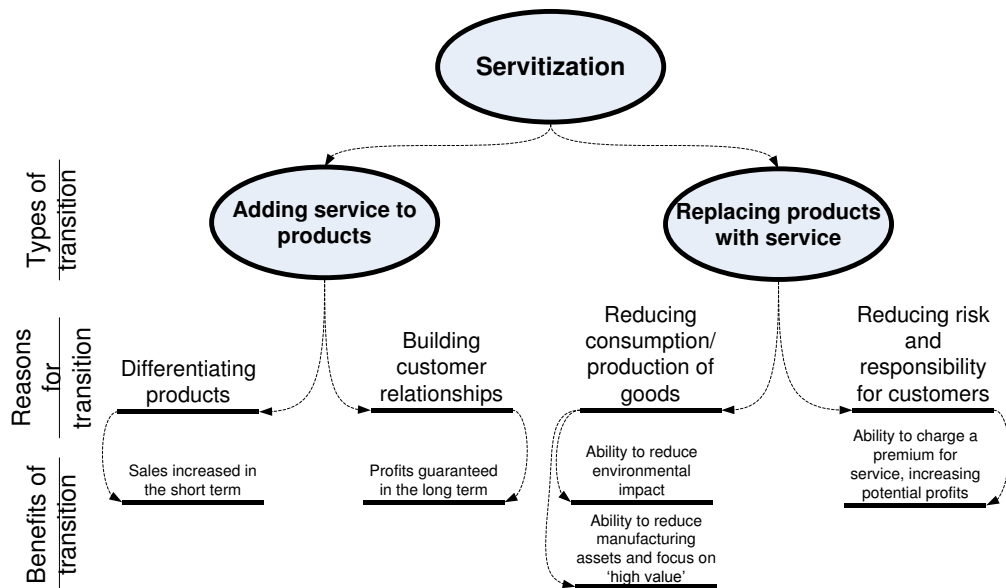 Servitization
Types of
transition
Adding service to
products
Replacing products
with service
Reasons
for
transition
Differentiating
products
Building
customer
relationships
Reducing
consumption/
production of
goods
Reducing risk
and
responsibility
for customers
Benefits of
transition
Sales increased in
the short term
Profits guaranteed
in the long term
Ability to reduce
environmental
impact
Ability to reduce
manufacturing
assets and focus on
‘high value’
Ability to charge a
premium for
service, increasing
potential profits